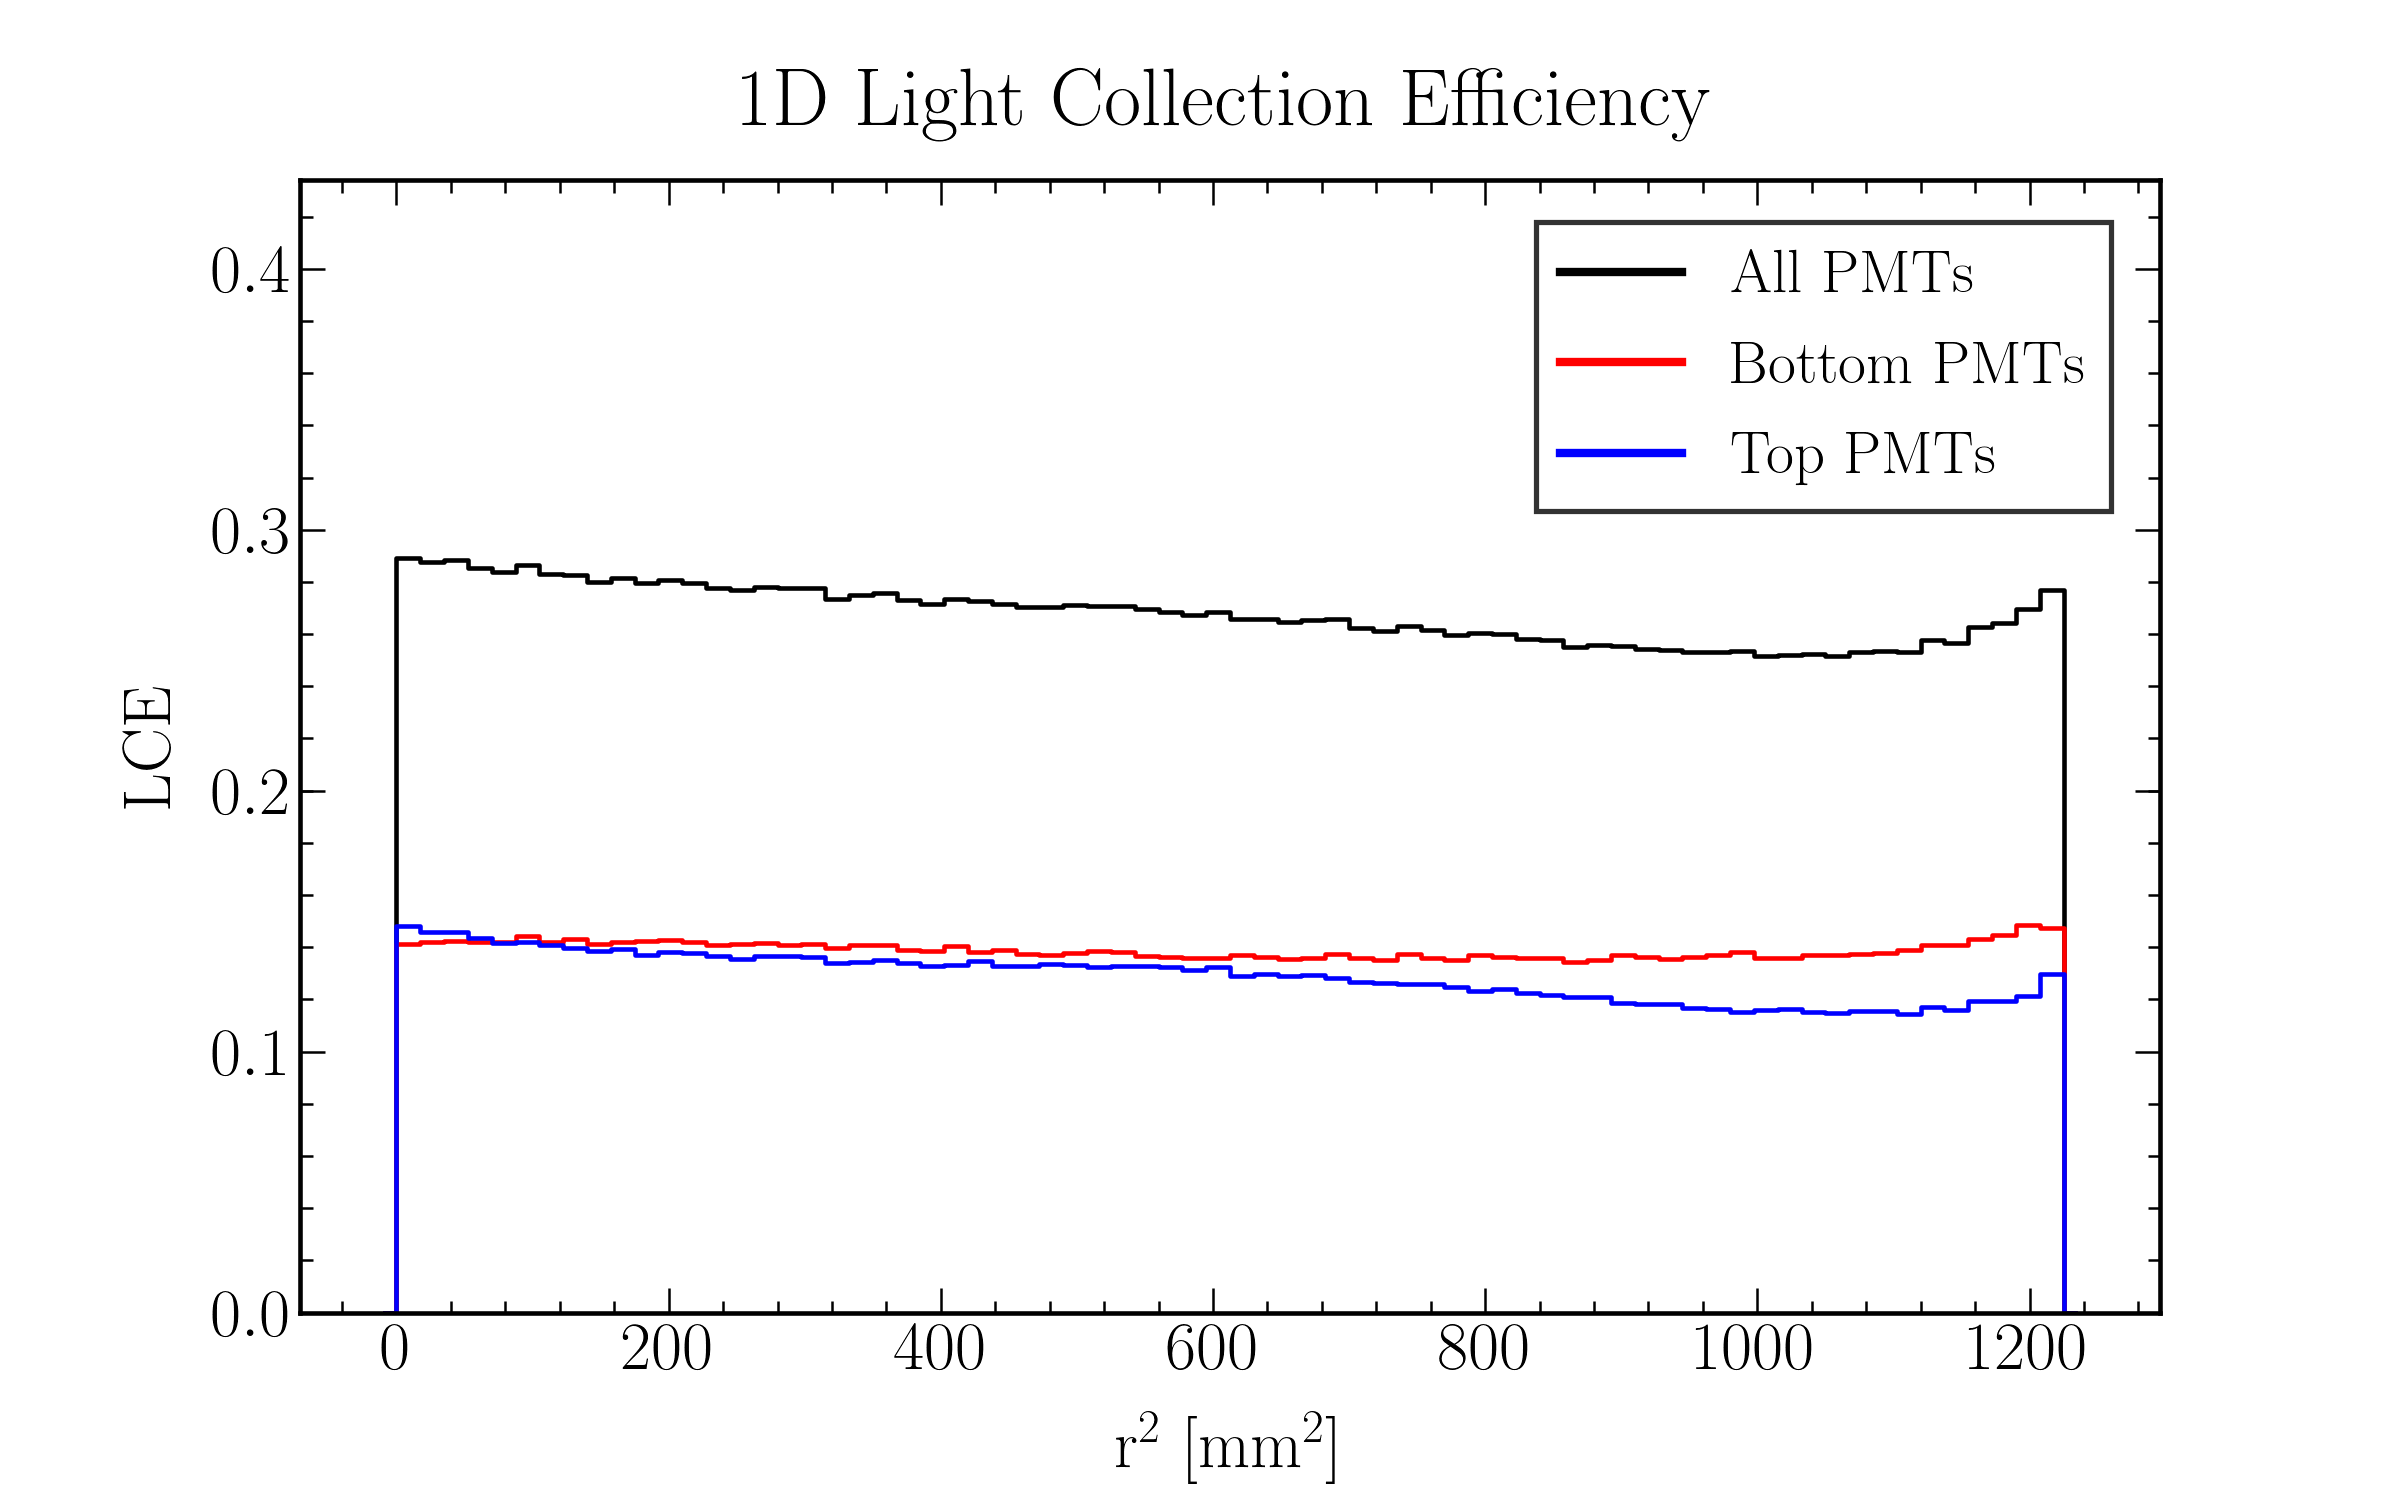 1D Light Collection Efficiency
All PMTs
Bottom PMTs
Top PMTs
LCE
0.4
0.3
0.2
0.1
0.0
0 200 400 600 800 1000 1200
r² [mm²]